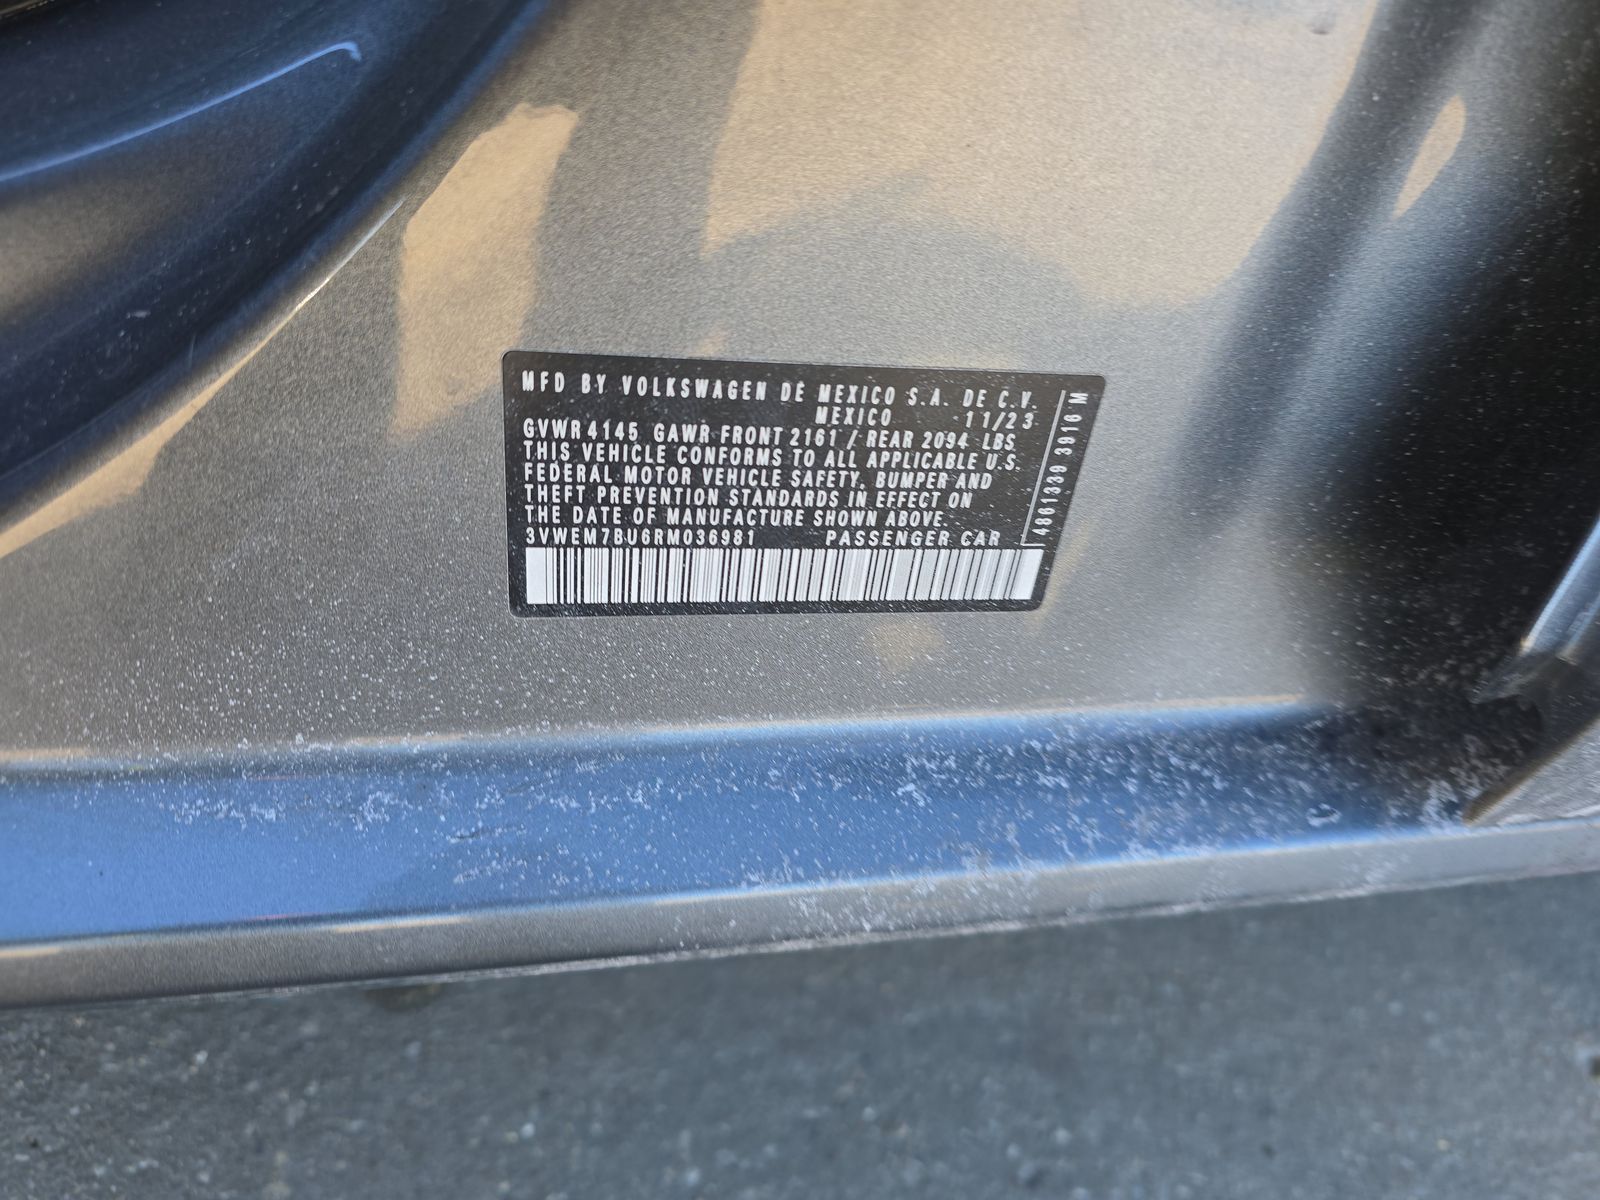 MFD BY VOLKSWAGEN DE MEXICO S.A. DE C.V.
MEXICO 11/23
GVWR 4145 GAWR FRONT 2161 / REAR 2094 LBS
THIS VEHICLE CONFORMS TO ALL APPLICABLE U.S.
FEDERAL MOTOR VEHICLE SAFETY, BUMPER AND
THEFT PREVENTION STANDARDS IN EFFECT ON
THE DATE OF MANUFACTURE SHOWN ABOVE.
3VWEM7BU6RM036981 PASSENGER CAR
4861339 3916 M